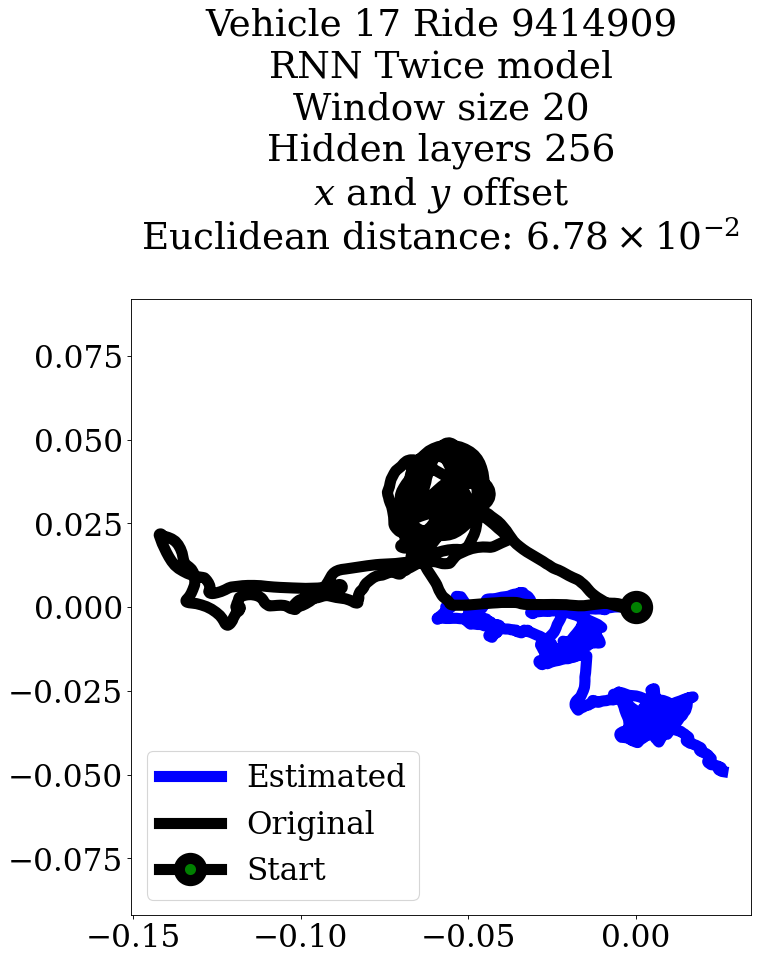 Vehicle 17 Ride 9414909
RNN Twice model
Window size 20
Hidden layers 256
x and y offset
Euclidean distance: 6.78 × 10⁻²
0.075
0.050
0.025
0.000
−0.025
−0.050
−0.075
Estimated
Original
Start
−0.15 −0.10 −0.05 0.00